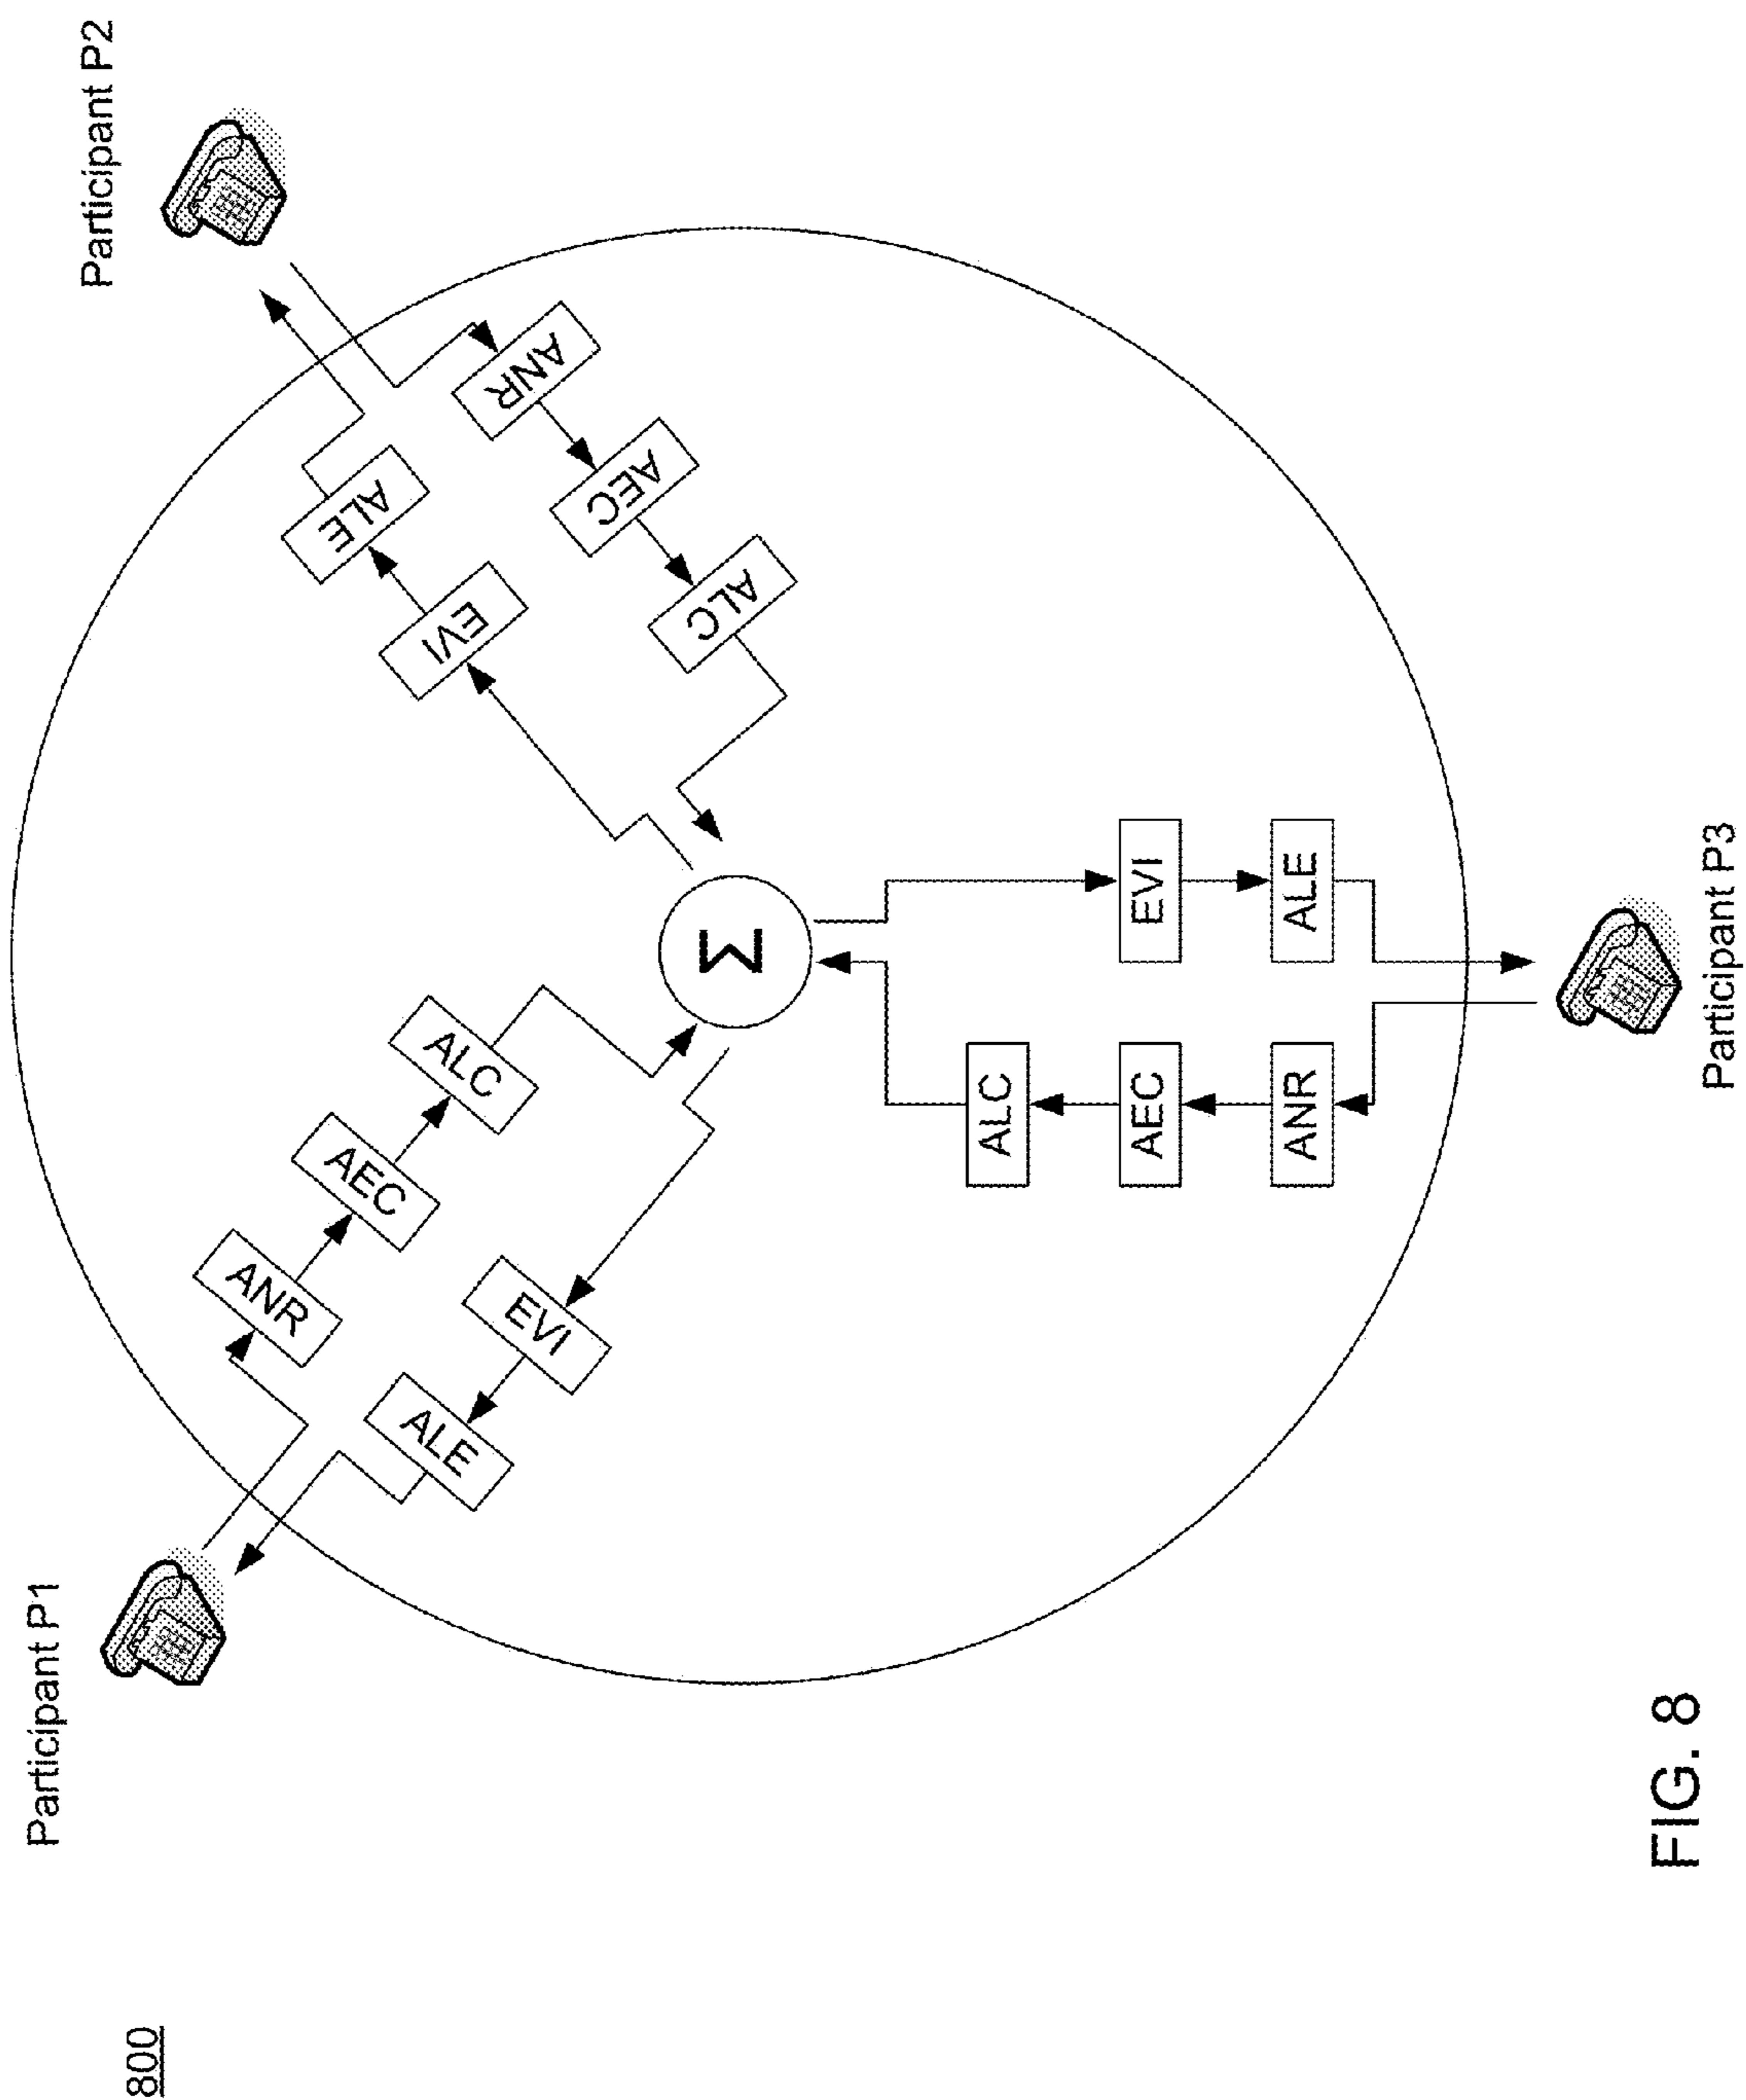 800
Participant P1
Participant P2
ANR
AEC
ALC
ALE
EVI
Σ
EVI
ALE
ANR
AEC
ALC
ALC
AEC
ANR
EVI
ALE
Participant P3
FIG. 8